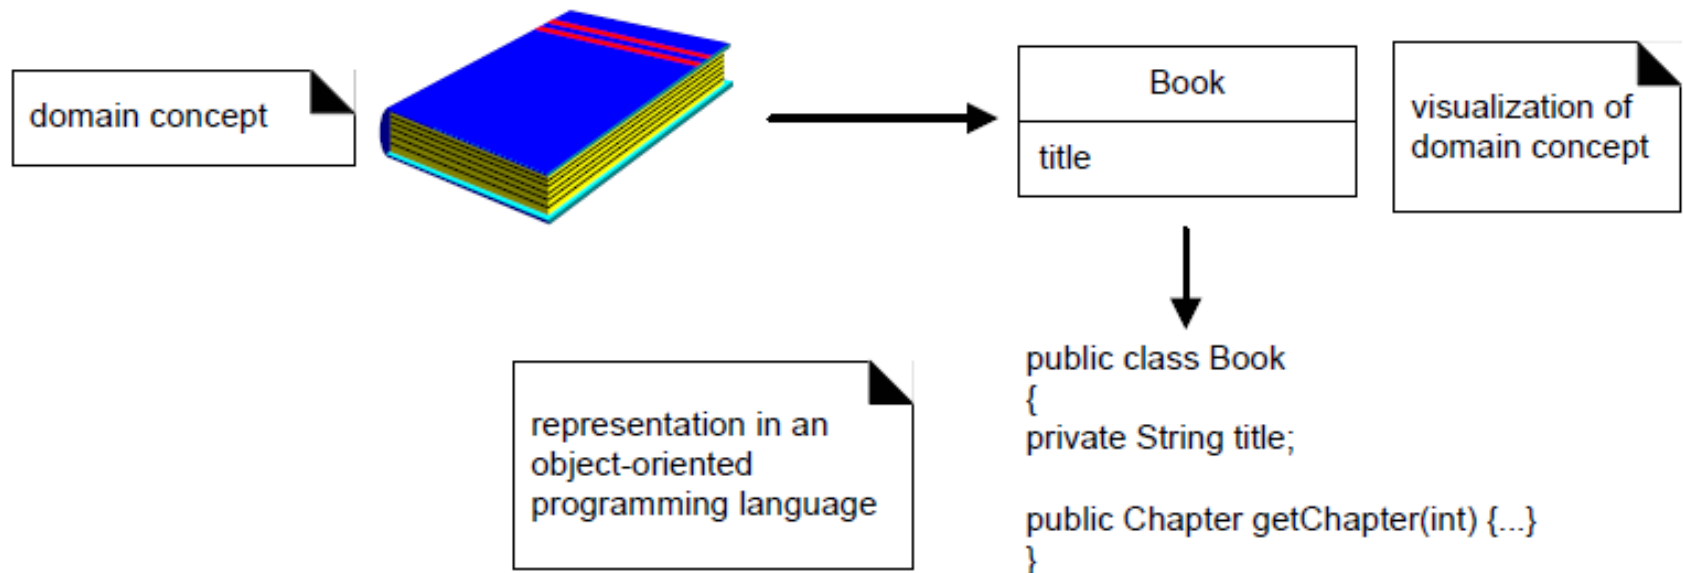 domain concept
Book
title
visualization of
domain concept
representation in an
object-oriented
programming language
public class Book
{
private String title;
public Chapter getChapter(int) {...}
}